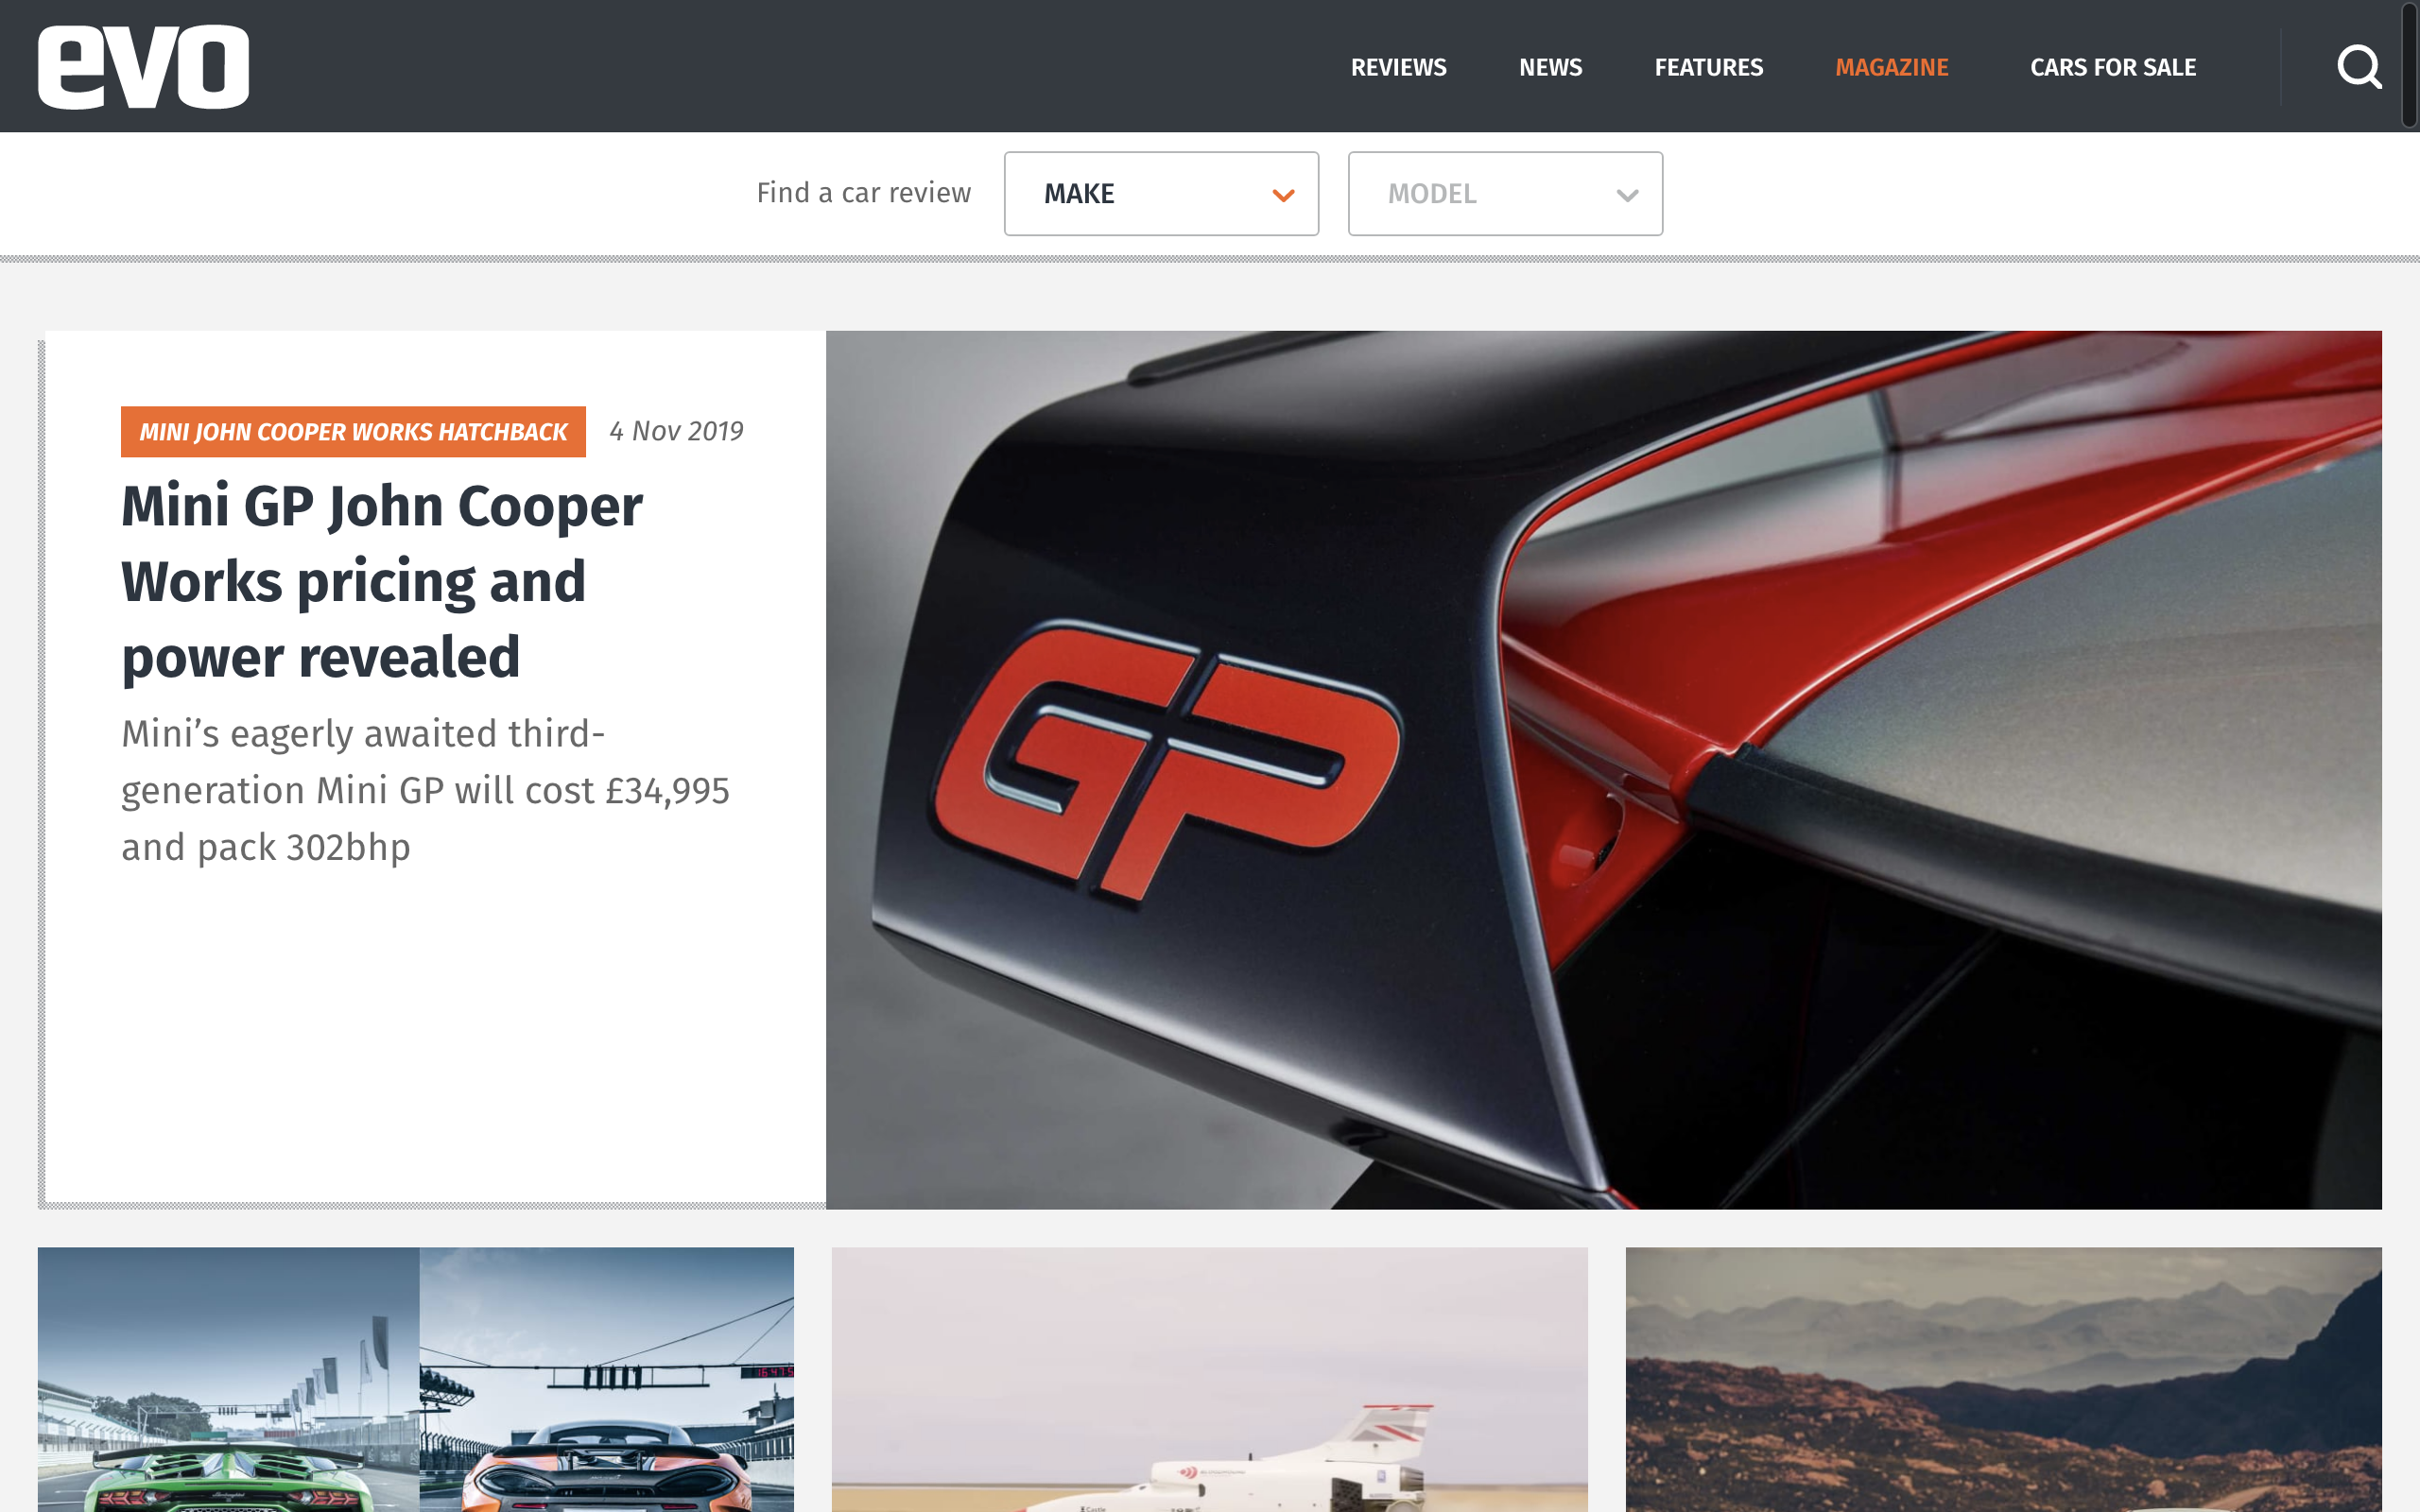 evo
REVIEWS NEWS FEATURES MAGAZINE CARS FOR SALE
Find a car review MAKE MODEL
MINI JOHN COOPER WORKS HATCHBACK 4 Nov 2019
Mini GP John Cooper
Works pricing and
power revealed
Mini’s eagerly awaited third-
generation Mini GP will cost £34,995
and pack 302bhp
GP
Castle